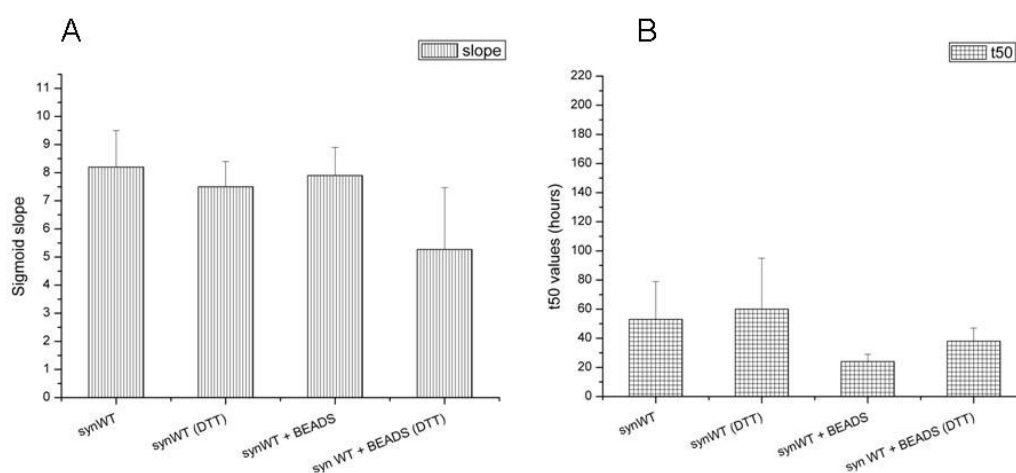 A
slope
11
10
9
8
7
6
5
4
3
2
1
0
Sigmoid slope
synWT
synWT (DTT)
synWT + BEADS
syn WT + BEADS (DTT)
B
t50
220
200
180
160
140
120
100
80
60
40
20
0
t50 values (hours)
synWT
synWT (DTT)
synWT + BEADS
syn WT + BEADS (DTT)